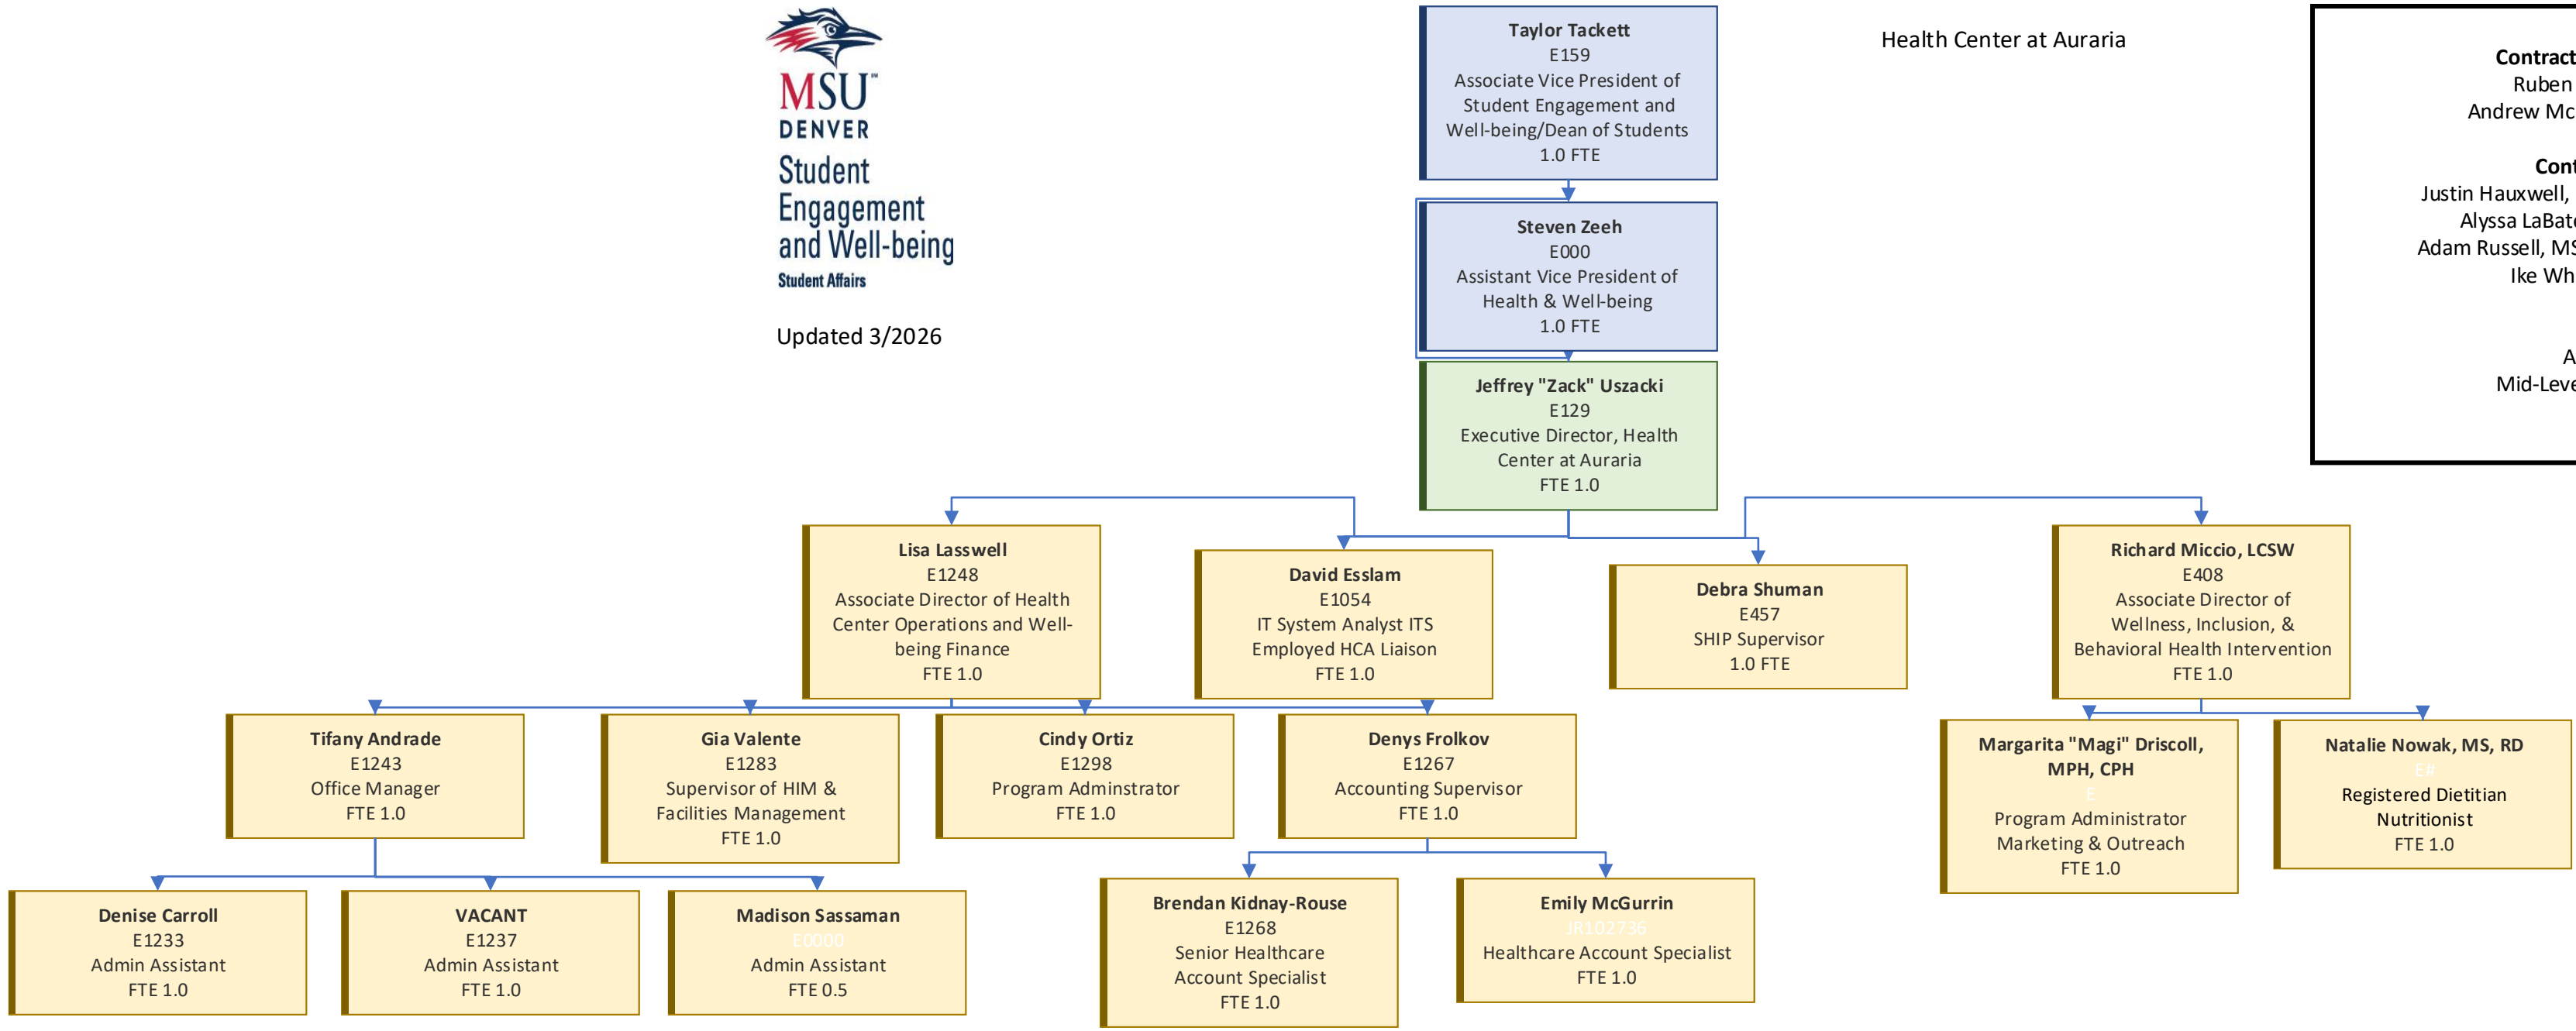 MSU
DENVER
Student
Engagement
and Well-being
Student Affairs
Updated 3/2026
Health Center at Auraria
Taylor Tackett
E159
Associate Vice President of
Student Engagement and
Well-being/Dean of Students
1.0 FTE
Steven Zeeh
E000
Assistant Vice President of
Health & Well-being
1.0 FTE
Jeffrey "Zack" Uszacki
E129
Executive Director, Health
Center at Auraria
FTE 1.0
Contract
Ruben
Andrew Mc
Cont
Justin Hauxwell,
Alyssa LaBat
Adam Russell, MS
Ike Wh
A
Mid-Leve
Lisa Lasswell
E1248
Associate Director of Health
Center Operations and Well-
being Finance
FTE 1.0
David Esslam
E1054
IT System Analyst ITS
Employed HCA Liaison
FTE 1.0
Debra Shuman
E457
SHIP Supervisor
1.0 FTE
Richard Miccio, LCSW
E408
Associate Director of
Wellness, Inclusion, &
Behavioral Health Intervention
FTE 1.0
Tifany Andrade
E1243
Office Manager
FTE 1.0
Gia Valente
E1283
Supervisor of HIM &
Facilities Management
FTE 1.0
Cindy Ortiz
E1298
Program Adminstrator
FTE 1.0
Denys Frolkov
E1267
Accounting Supervisor
FTE 1.0
Margarita "Magi" Driscoll,
MPH, CPH
E
Program Administrator
Marketing & Outreach
FTE 1.0
Natalie Nowak, MS, RD
E#
Registered Dietitian
Nutritionist
FTE 1.0
Denise Carroll
E1233
Admin Assistant
FTE 1.0
VACANT
E1237
Admin Assistant
FTE 1.0
Madison Sassaman
E0000
Admin Assistant
FTE 0.5
Brendan Kidnay-Rouse
E1268
Senior Healthcare
Account Specialist
FTE 1.0
Emily McGurrin
JR102736
Healthcare Account Specialist
FTE 1.0